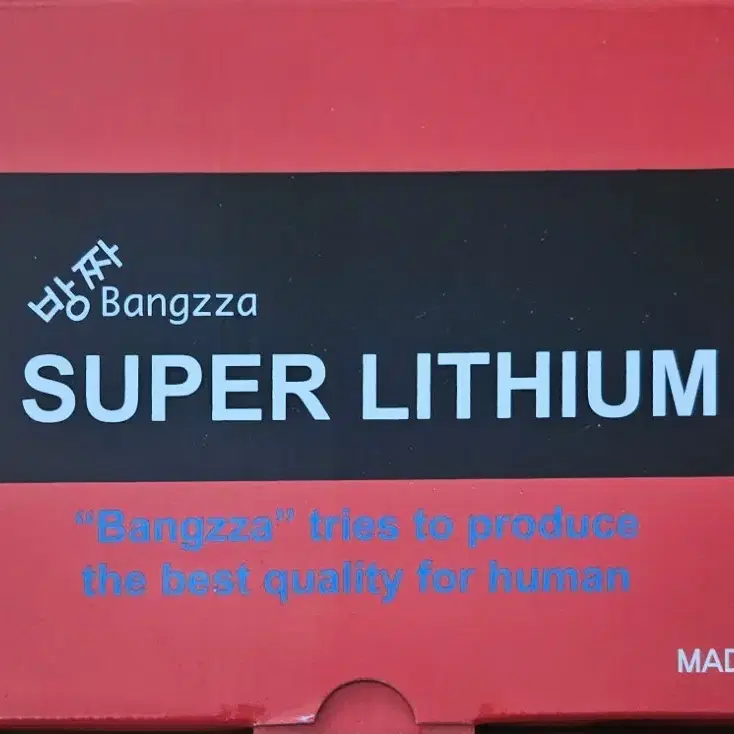 방짜 Bangzza
SUPER LITHIUM
“Bangzza” tries to produce
the best quality for human
MAD